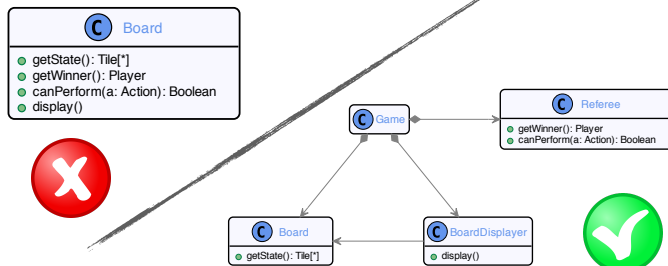 C Board
getState(): Tile[*]
getWinner(): Player
canPerform(a: Action): Boolean
display()
C Game
C Referee
getWinner(): Player
canPerform(a: Action): Boolean
C Board
getState(): Tile[*]
C BoardDisplayer
display()